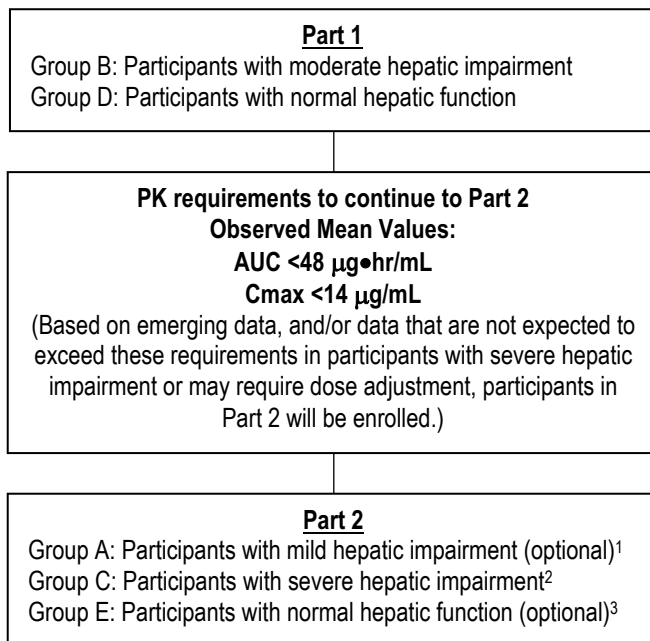 Part 1
Group B: Participants with moderate hepatic impairment
Group D: Participants with normal hepatic function
PK requirements to continue to Part 2
Observed Mean Values:
AUC <48 μg•hr/mL
Cmax <14 μg/mL
(Based on emerging data, and/or data that are not expected to
exceed these requirements in participants with severe hepatic
impairment or may require dose adjustment, participants in
Part 2 will be enrolled.)
Part 2
Group A: Participants with mild hepatic impairment (optional)¹
Group C: Participants with severe hepatic impairment²
Group E: Participants with normal hepatic function (optional)³